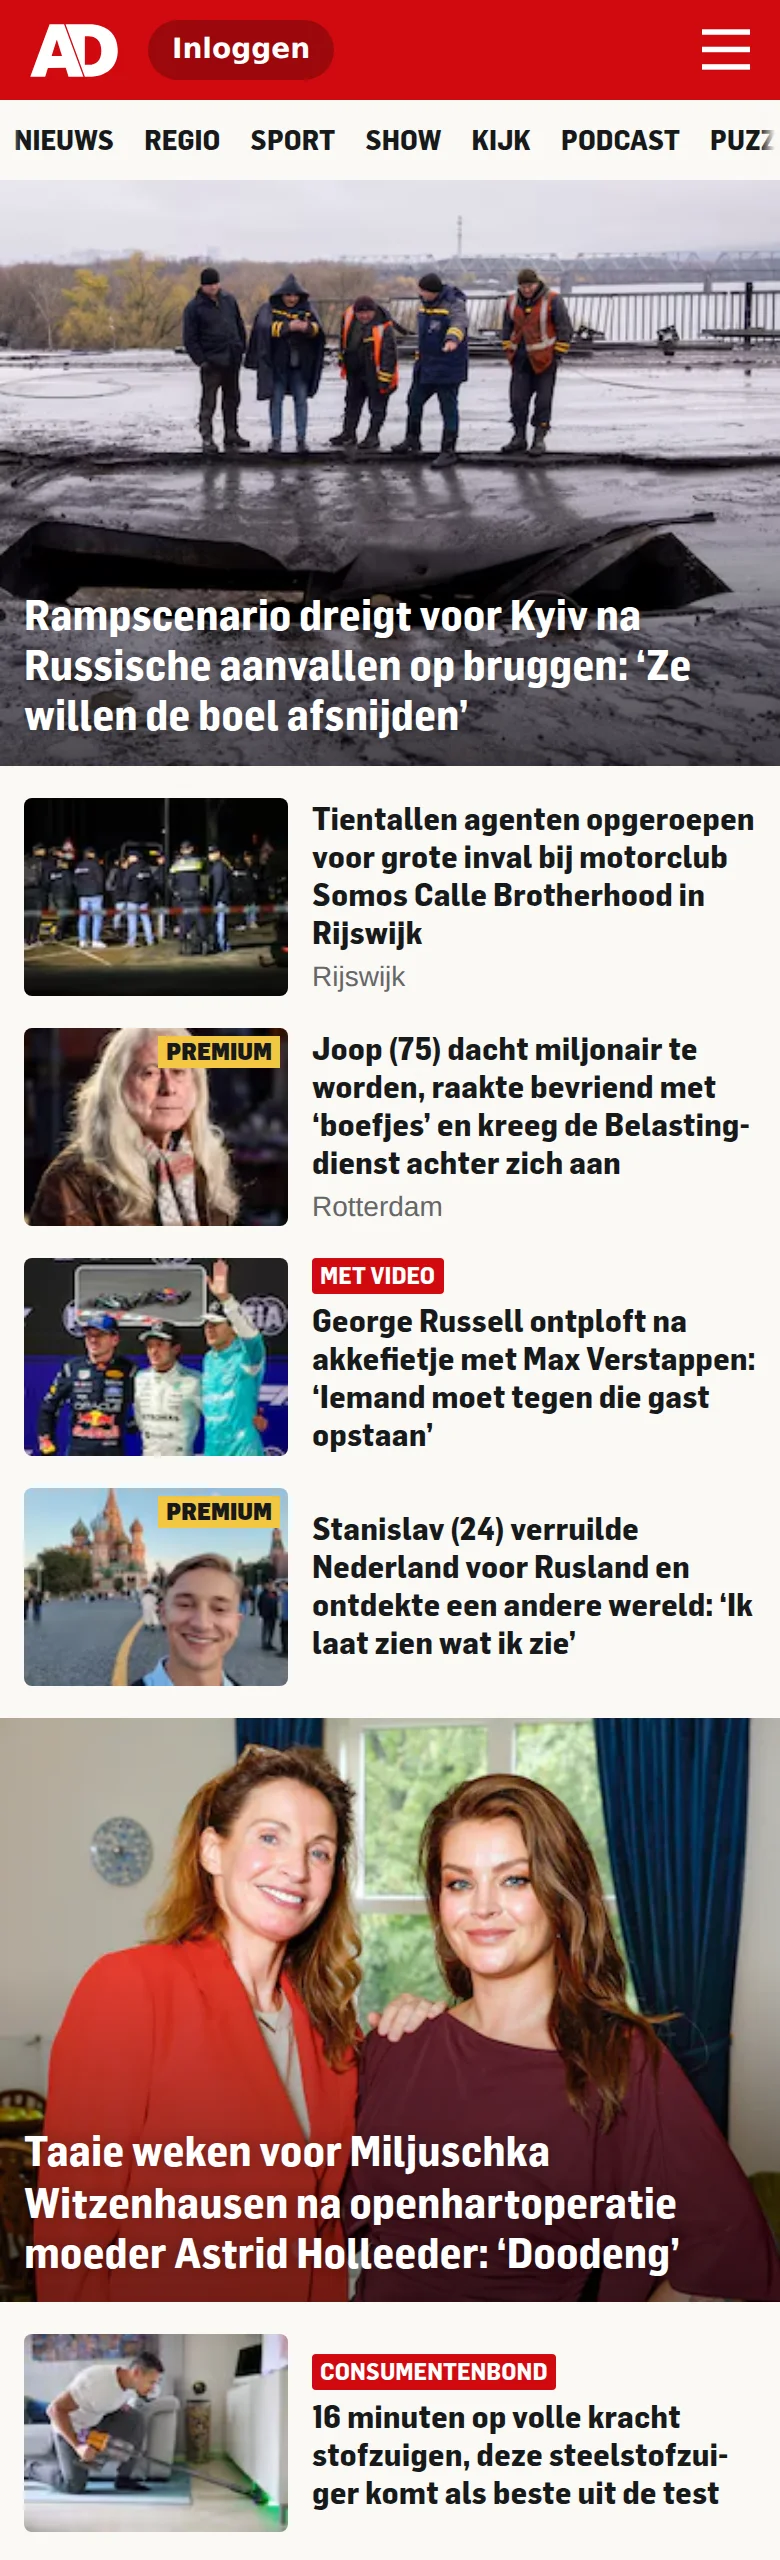 AD
Inloggen
NIEUWS REGIO SPORT SHOW KIJK PODCAST PUZZ
Rampscenario dreigt voor Kyiv na
Russische aanvallen op bruggen: ‘Ze
willen de boel afsnijden’
Tientallen agenten opgeroepen
voor grote inval bij motorclub
Somos Calle Brotherhood in
Rijswijk
Rijswijk
PREMIUM
Joop (75) dacht miljonair te
worden, raakte bevriend met
‘boefjes’ en kreeg de Belasting-
dienst achter zich aan
Rotterdam
MET VIDEO
George Russell ontploft na
akkefietje met Max Verstappen:
‘Iemand moet tegen die gast
opstaan’
PREMIUM
Stanislav (24) verruilde
Nederland voor Rusland en
ontdekte een andere wereld: ‘Ik
laat zien wat ik zie’
Taaie weken voor Miljuschka
Witzenhausen na openhartoperatie
moeder Astrid Holleeder: ‘Doodeng’
CONSUMENTENBOND
16 minuten op volle kracht
stofzuigen, deze steelstofzui-
ger komt als beste uit de test